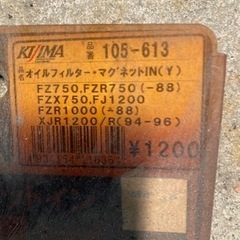 KIJIMA 品番 105-613
品名 オイルフィルター・マグネットIN(Y)
FZ750,FZR750(-88)
FZX750,FJ1200
FZR1000(-88)
XJR1200/R(94-96)
¥1200